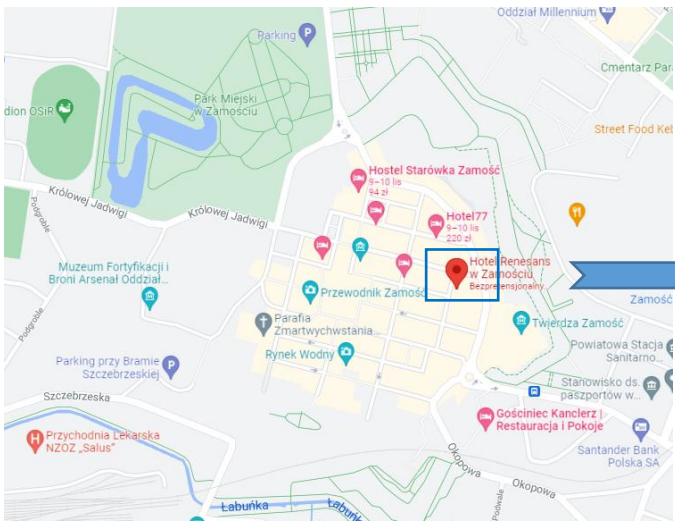 Oddział Millennium
Parking
Cmentarz Para
Park Miejski
w Zamościu
dion OSiR
Street Food Keb
Hostel Starówka Zamość
9–10 lis
94 zł
Królowej Jadwigi
Królowej Jadwigi
Podgroble
Hotel77
9–10 lis
220 zł
Hotel Renesans
w Zamościu
Bezpretensjonalny...
Muzeum Fortyfikacji i
Broni Arsenał Oddział...
Przewodnik Zamość
Zamość
Podgroble
Parafia
Zmartwychwstania...
Twierdza Zamość
Rynek Wodny
Powiatowa Stacja
Sanitarno...
Parking przy Bramie
Szczebrzeskiej
Stanowisko ds.
paszportów w...
Szczebrzeska
Gościniec Kanclerz |
Restauracja i Pokoje
Przychodnia Lekarska
NZOZ „Salus"
Santander Bank
Polska SA
Okopowa
Okopowa
Podwale
Łabuńka
Łabuńka